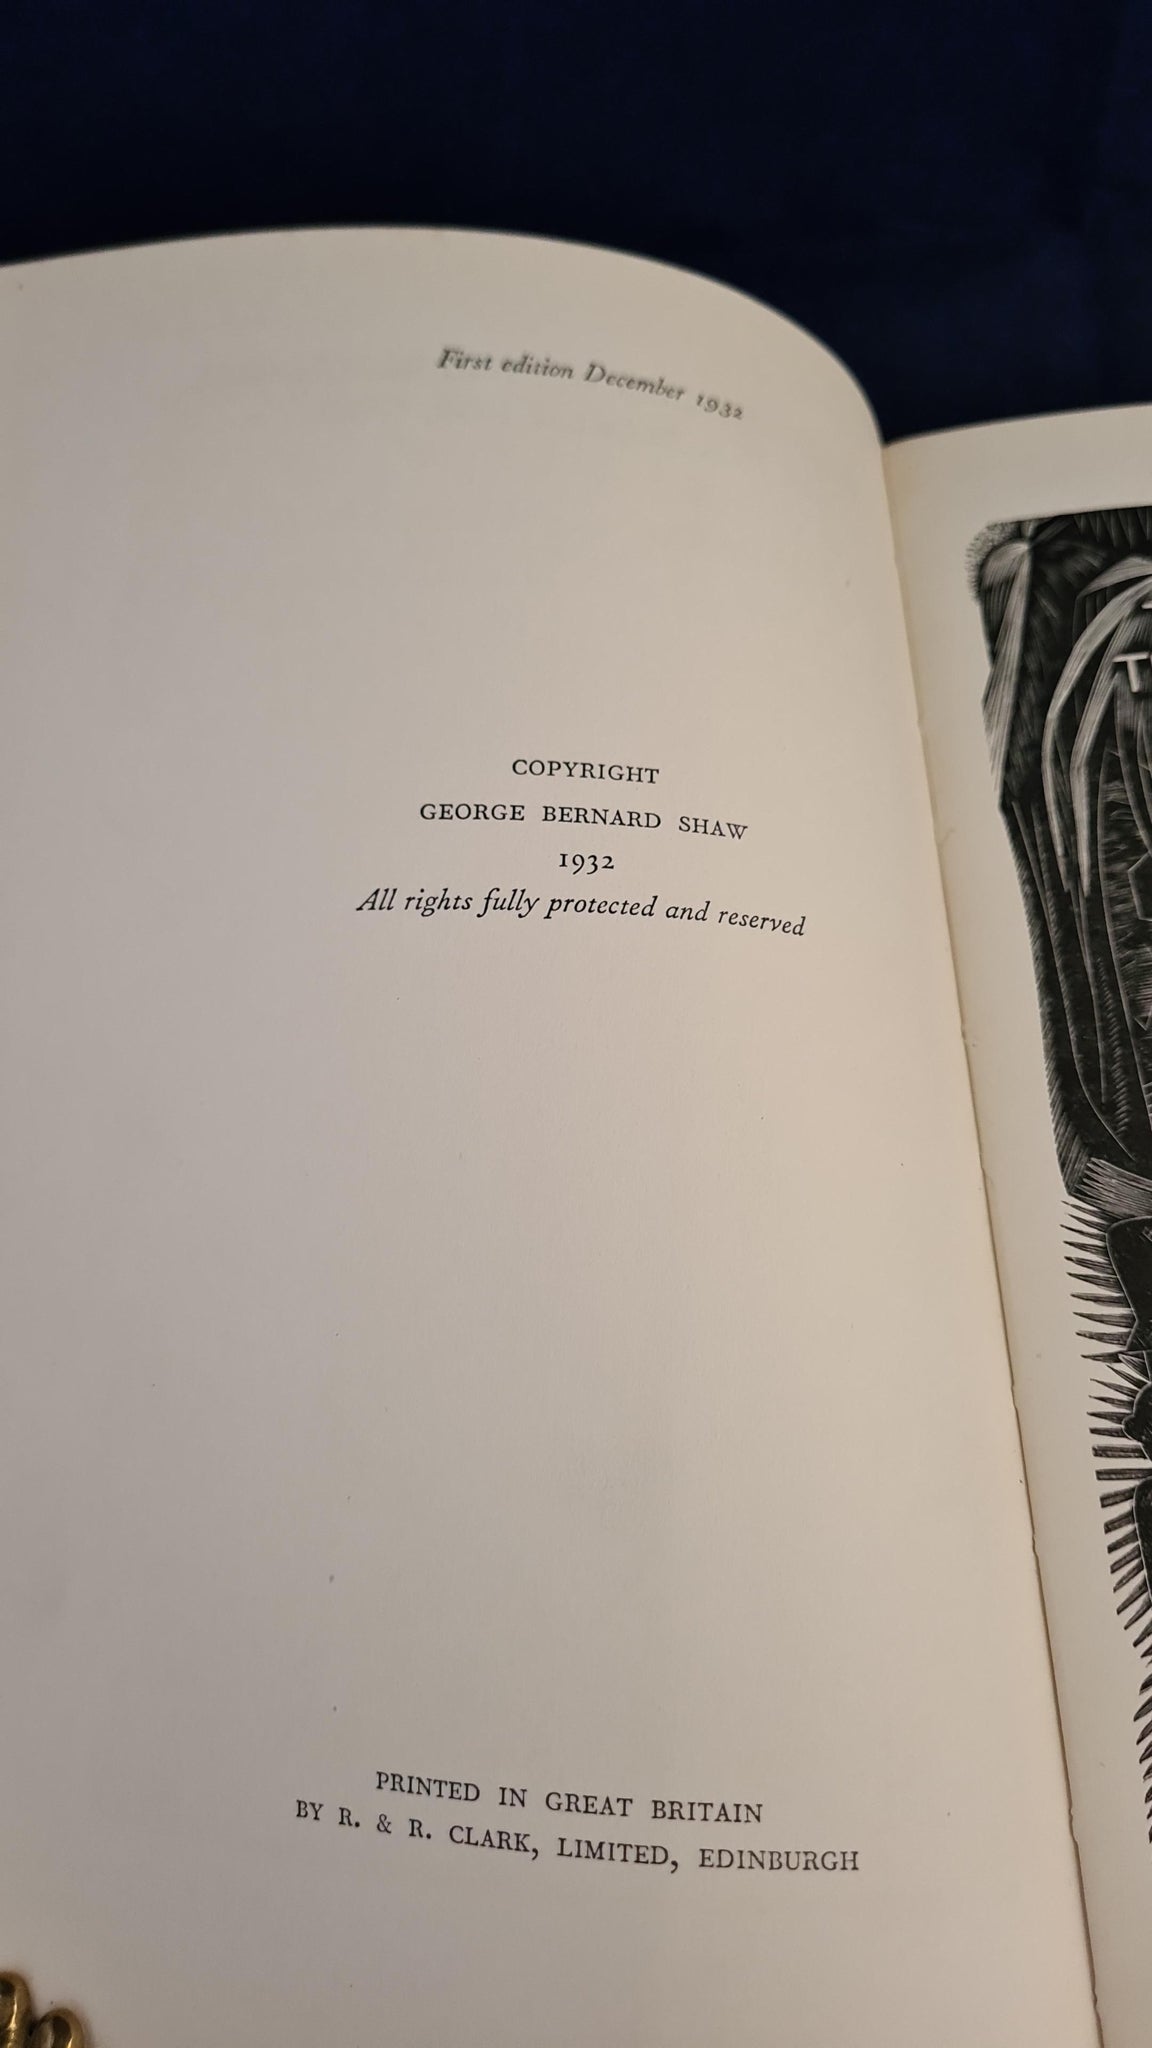 First edition December 1932
COPYRIGHT
GEORGE BERNARD SHAW
1932
All rights fully protected and reserved
PRINTED IN GREAT BRITAIN
BY R. & R. CLARK, LIMITED, EDINBURGH